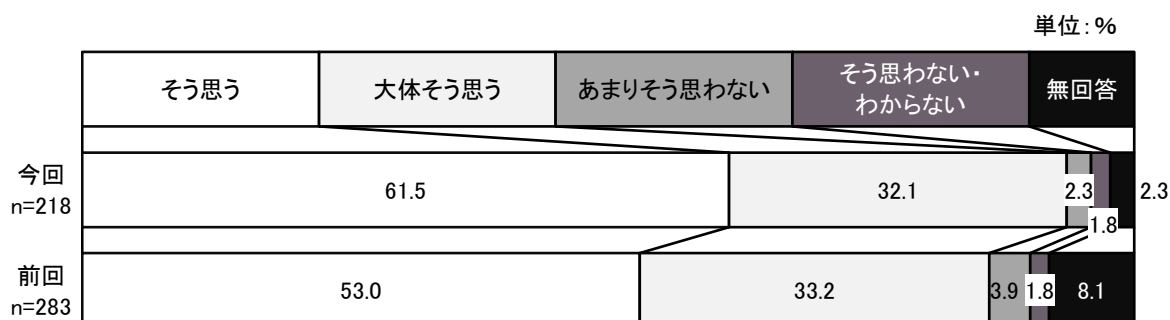 単位:%
そう思う 大体そう思う あまりそう思わない そう思わない・ 無回答
わからない
今回
n=218
61.5 32.1 2.3 1.8 2.3
前回
n=283
53.0 33.2 3.9 1.8 8.1